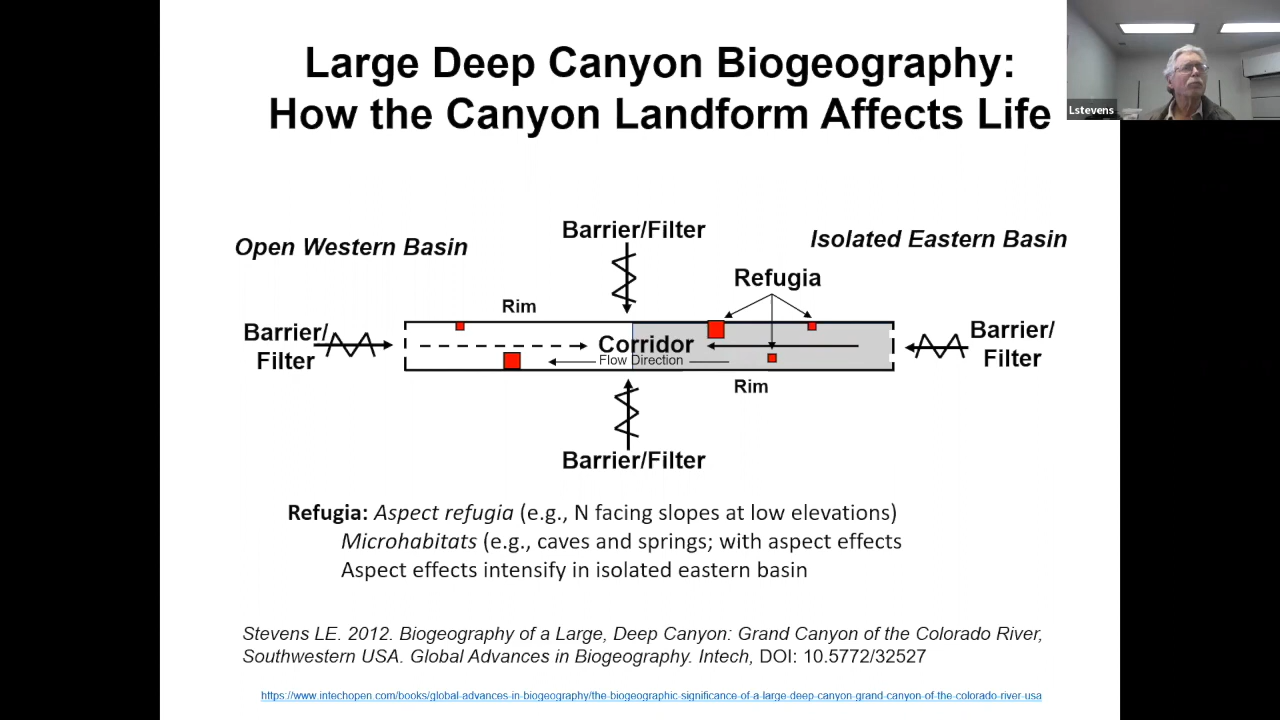 Large Deep Canyon Biogeography:
How the Canyon Landform Affects Life
Lstevens
Open Western Basin
Barrier/Filter
Isolated Eastern Basin
Refugia
Rim
Barrier/
Filter
Corridor
Flow Direction
Barrier/
Filter
Rim
Barrier/Filter
Refugia: Aspect refugia (e.g., N facing slopes at low elevations)
Microhabitats (e.g., caves and springs; with aspect effects
Aspect effects intensify in isolated eastern basin
Stevens LE. 2012. Biogeography of a Large, Deep Canyon: Grand Canyon of the Colorado River,
Southwestern USA. Global Advances in Biogeography. Intech, DOI: 10.5772/32527
https://www.intechopen.com/books/global-advances-in-biogeography/the-biogeographic-significance-of-a-large-deep-canyon-grand-canyon-of-the-colorado-river-usa